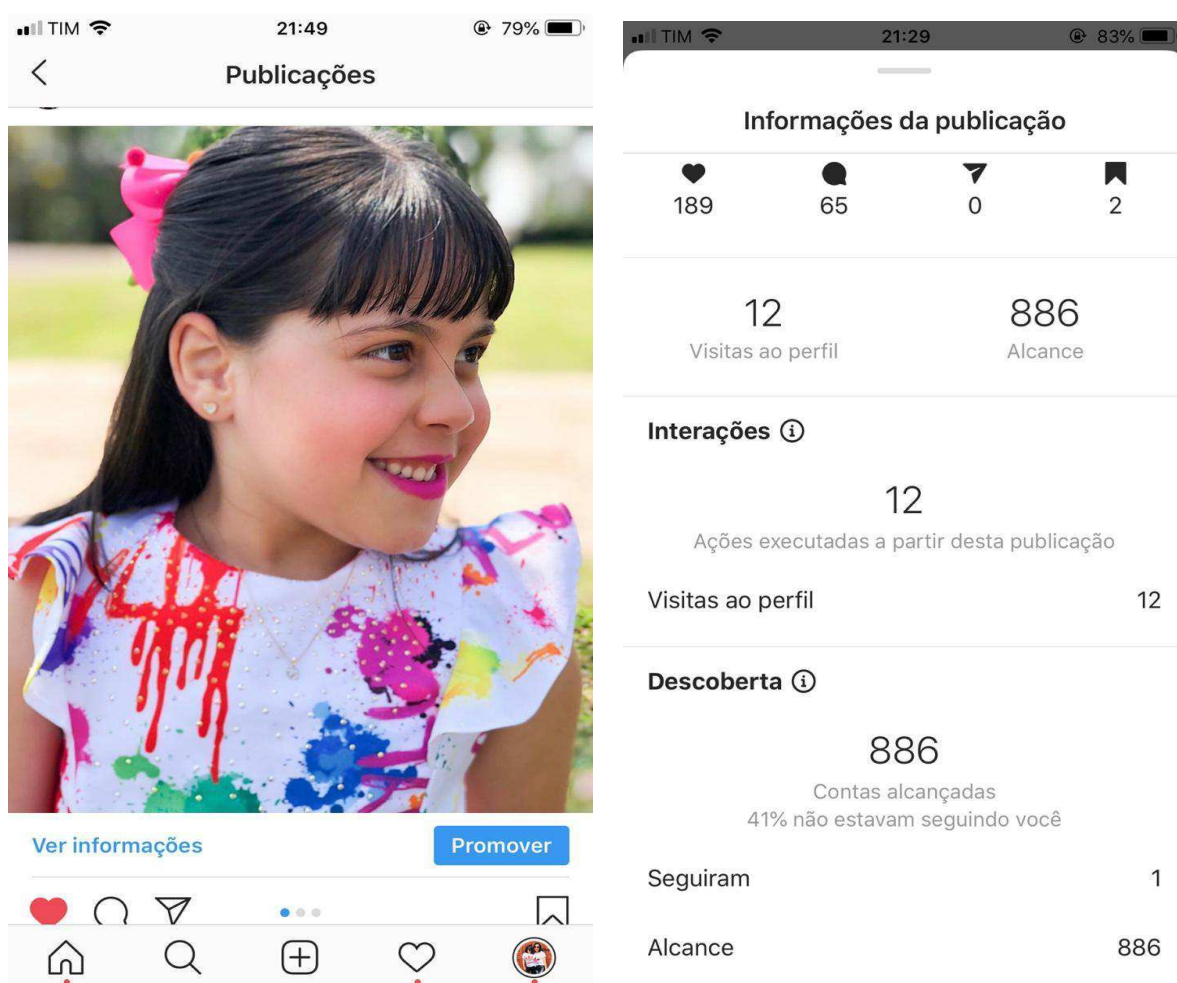 TIM
21:49
79%
Publicações
Ver informações
Promover
TIM
21:29
83%
Informações da publicação
189
65
0
2
12
886
Visitas ao perfil
Alcance
Interações
12
Ações executadas a partir desta publicação
Visitas ao perfil
12
Descoberta
886
Contas alcançadas
41% não estavam seguindo você
Seguiram
1
Alcance
886